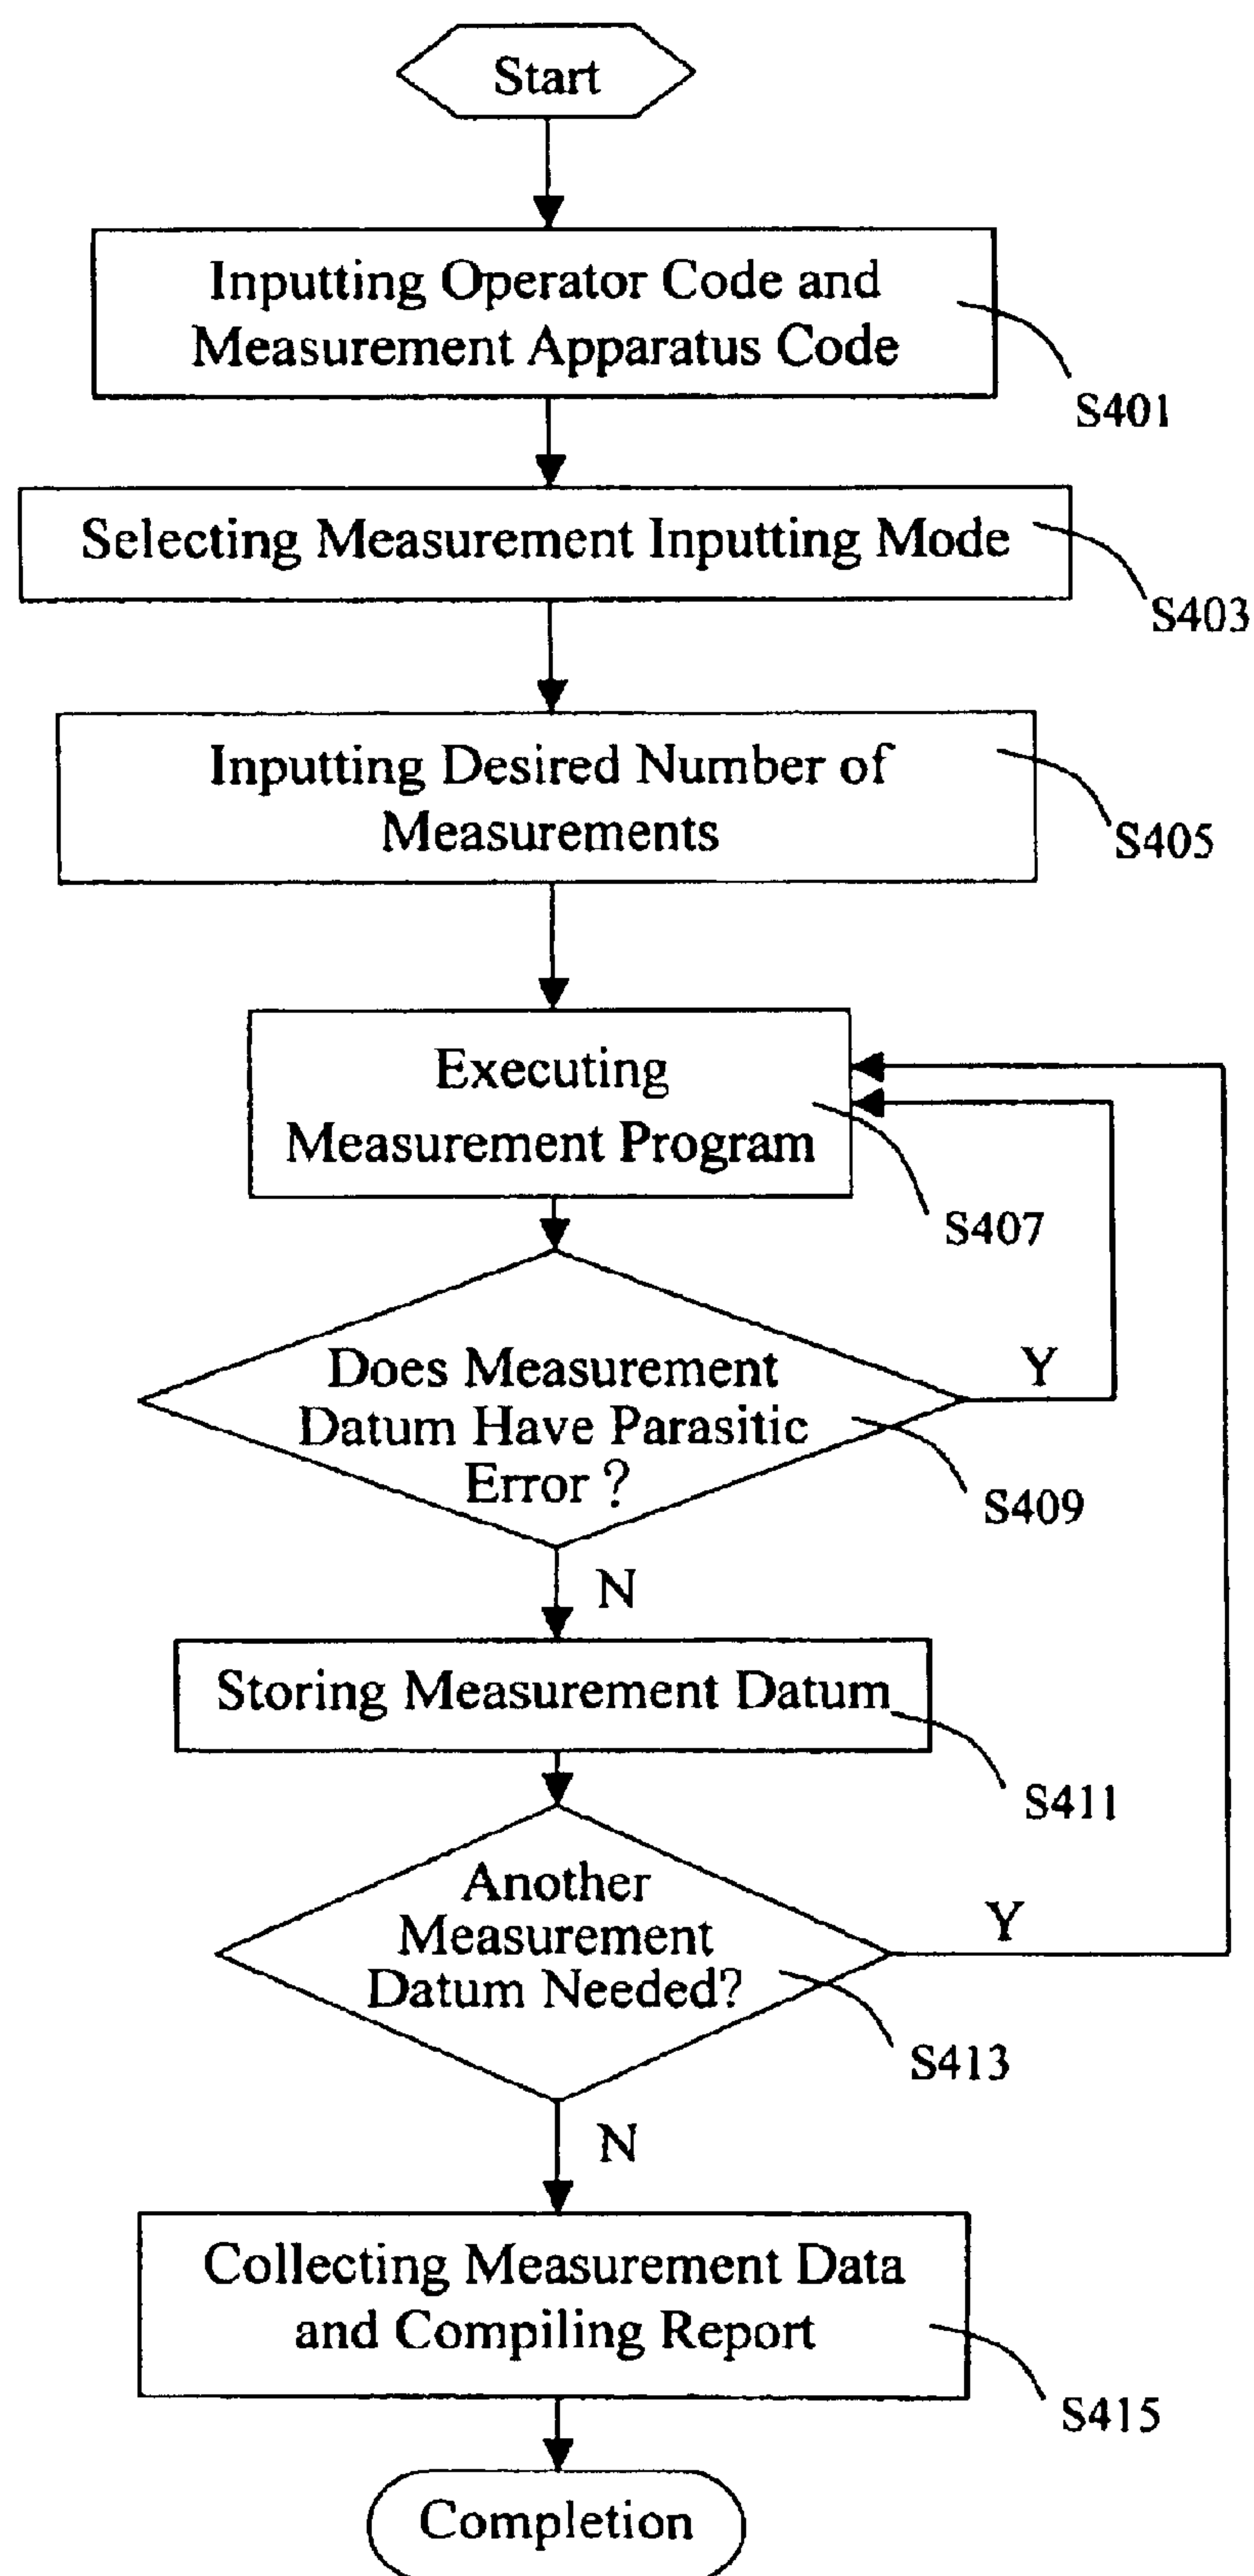 Start
Inputting Operator Code and
Measurement Apparatus Code
S401
Selecting Measurement Inputting Mode
S403
Inputting Desired Number of
Measurements
S405
Executing
Measurement Program
S407
Does Measurement
Datum Have Parasitic
Error ?
Y
S409
N
Storing Measurement Datum
S411
Another
Measurement
Datum Needed?
Y
S413
N
Collecting Measurement Data
and Compiling Report
S415
Completion